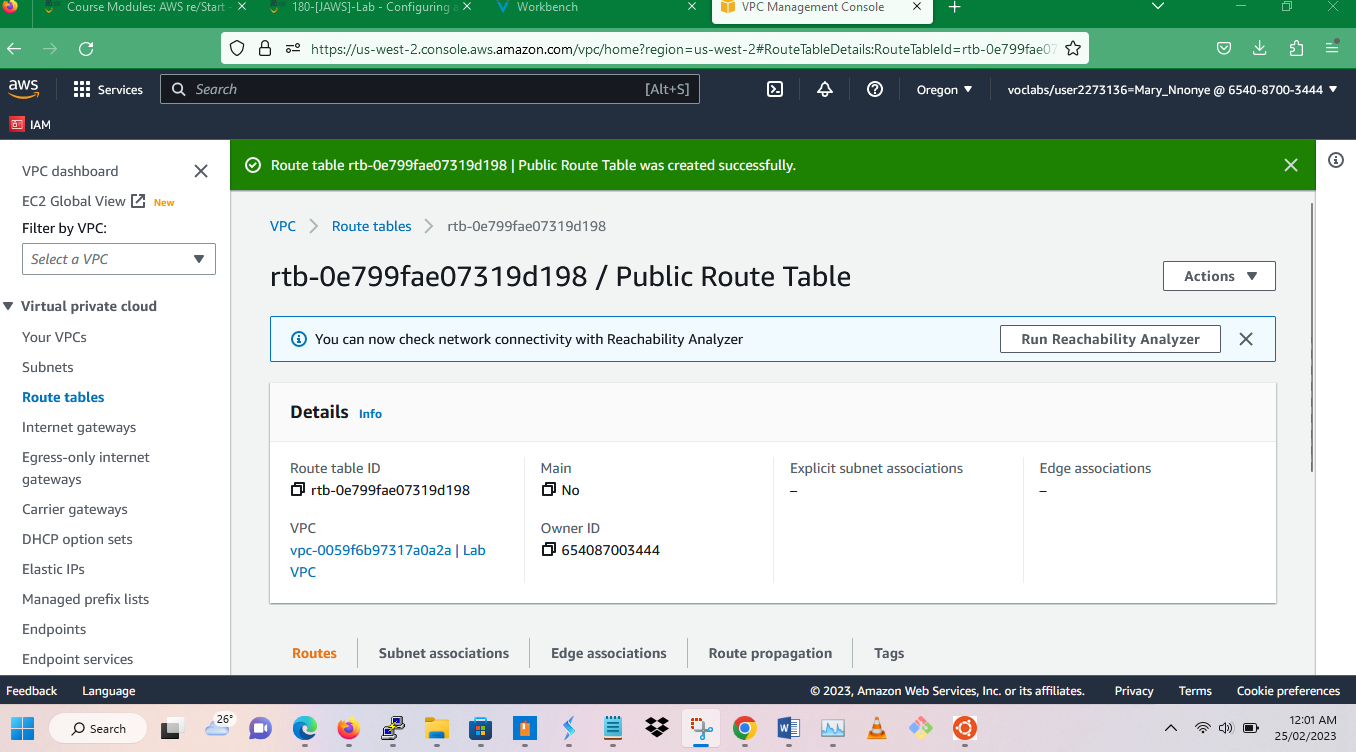 Course Modules: AWS re/Start -
180-[JAWS]-Lab - Configuring a
Workbench
VPC Management Console
https://us-west-2.console.aws.amazon.com/vpc/home?region=us-west-2#RouteTableDetails:RouteTableId=rtb-0e799fae07
aws
Services
Search
[Alt+S]
Oregon
voclabs/user2273136=Mary_Nnonye @ 6540-8700-3444
IAM
VPC dashboard
EC2 Global View New
Filter by VPC:
Select a VPC
Virtual private cloud
Your VPCs
Subnets
Route tables
Internet gateways
Egress-only internet
gateways
Carrier gateways
DHCP option sets
Elastic IPs
Managed prefix lists
Endpoints
Endpoint services
Route table rtb-0e799fae07319d198 | Public Route Table was created successfully.
VPC
Route tables
rtb-0e799fae07319d198
rtb-0e799fae07319d198 / Public Route Table
Actions
You can now check network connectivity with Reachability Analyzer
Run Reachability Analyzer
Details Info
Route table ID
rtb-0e799fae07319d198
Main
No
Explicit subnet associations
–
Edge associations
–
VPC
vpc-0059f6b97317a0a2a | Lab
VPC
Owner ID
654087003444
Routes
Subnet associations
Edge associations
Route propagation
Tags
Feedback
Language
© 2023, Amazon Web Services, Inc. or its affiliates.
Privacy
Terms
Cookie preferences
Search
26°
12:01 AM
25/02/2023